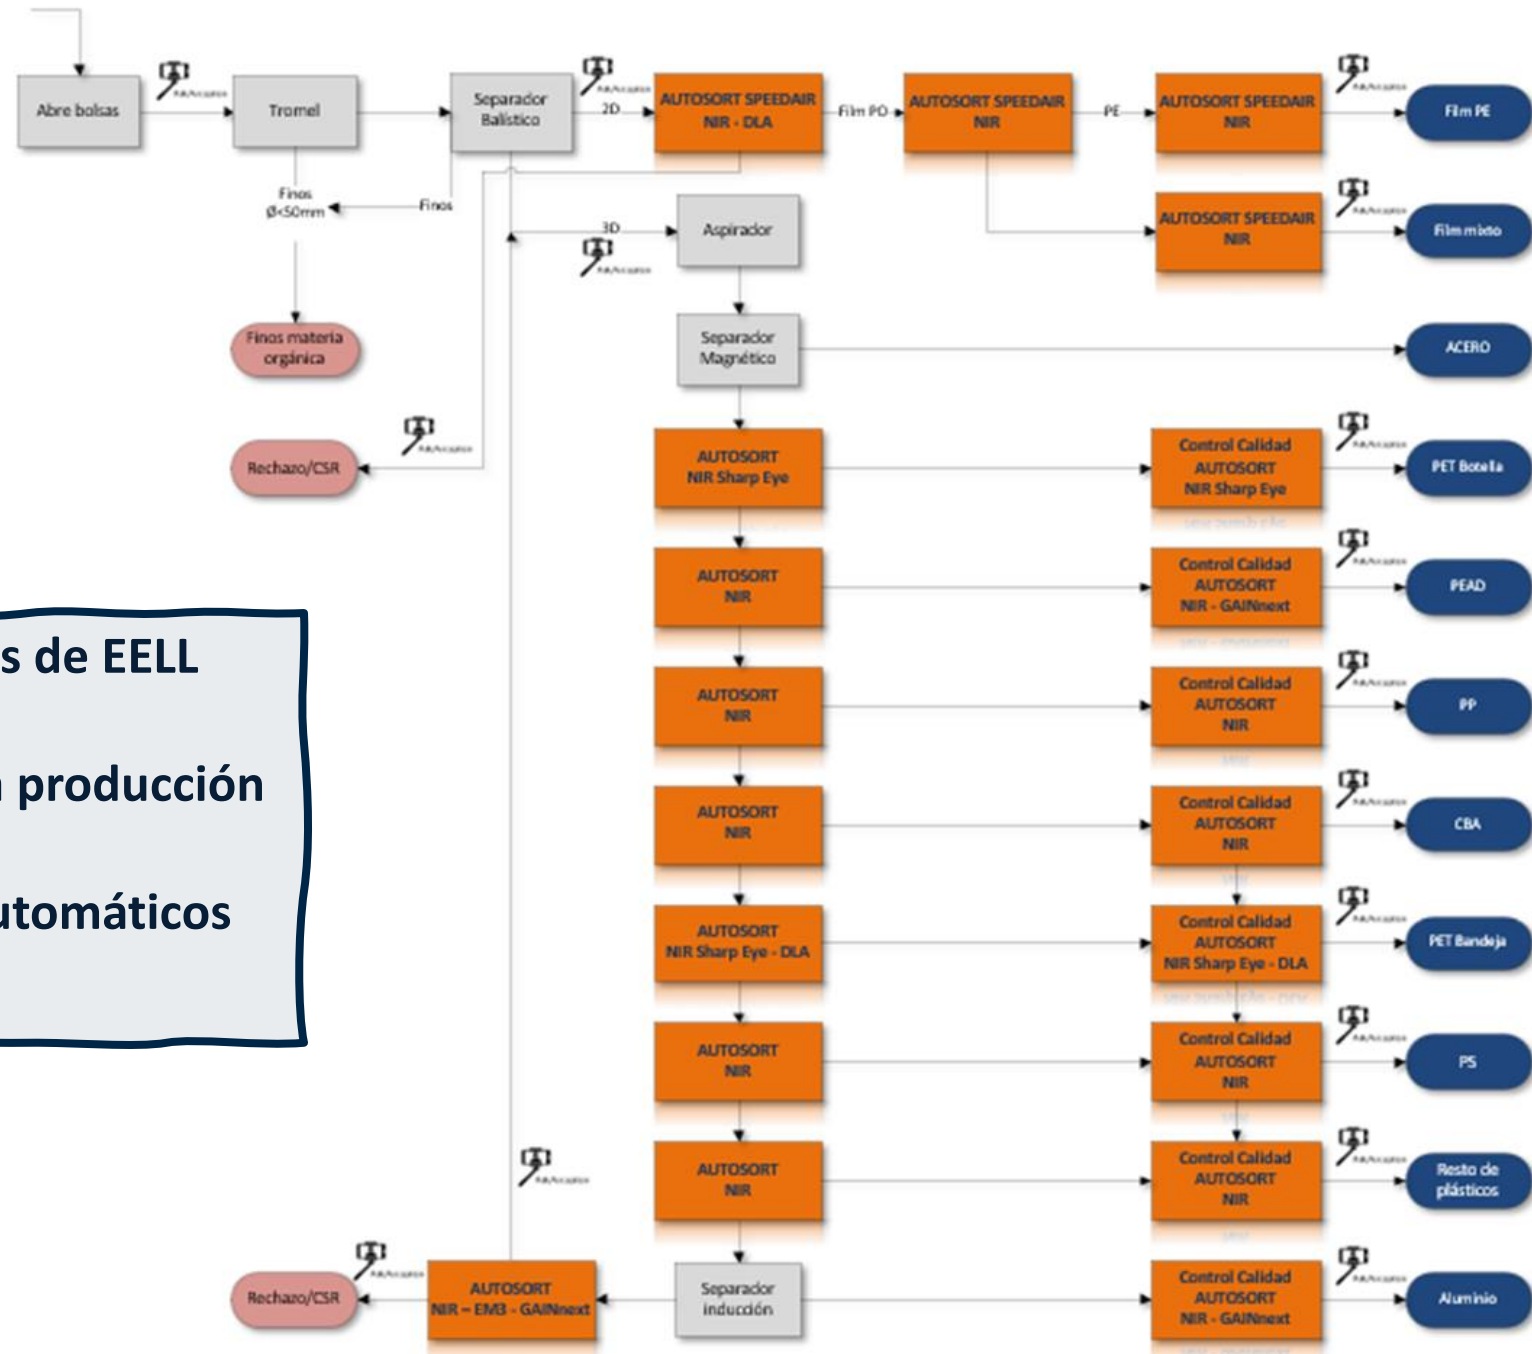 Abre bolsas
Tromel
Separador
Balístico
2D
AUTOSORT SPEEDAIR
NIR - DLA
Film PO
AUTOSORT SPEEDAIR
NIR
PE
AUTOSORT SPEEDAIR
NIR
Film PE
Finos
Ø<50mm
Finos
3D
Aspirador
AUTOSORT SPEEDAIR
NIR
Film mixto
Finos materia
orgánica
Separador
Magnético
ACERO
Rechazo/CSR
AUTOSORT
NIR Sharp Eye
Control Calidad
AUTOSORT
NIR Sharp Eye
PET Botella
AUTOSORT
NIR
Control Calidad
AUTOSORT
NIR - GAINnext
PEAD
s de EELL
producción
utomáticos
AUTOSORT
NIR
Control Calidad
AUTOSORT
NIR
PP
AUTOSORT
NIR
Control Calidad
AUTOSORT
NIR
CBA
AUTOSORT
NIR Sharp Eye - DLA
Control Calidad
AUTOSORT
NIR Sharp Eye - DLA
PET Bandeja
AUTOSORT
NIR
Control Calidad
AUTOSORT
NIR
PS
AUTOSORT
NIR
Control Calidad
AUTOSORT
NIR
Resto de
plásticos
Rechazo/CSR
AUTOSORT
NIR – EM3 - GAINnext
Separador
inducción
Control Calidad
AUTOSORT
NIR - GAINnext
Aluminio